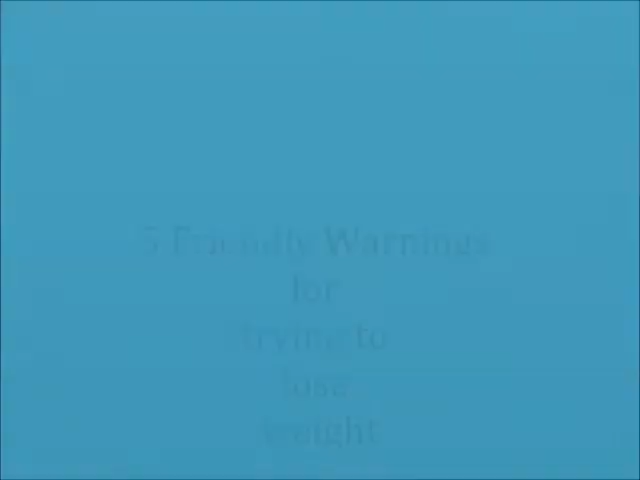 5 Friendly Warnings
for
trying to
lose
weight